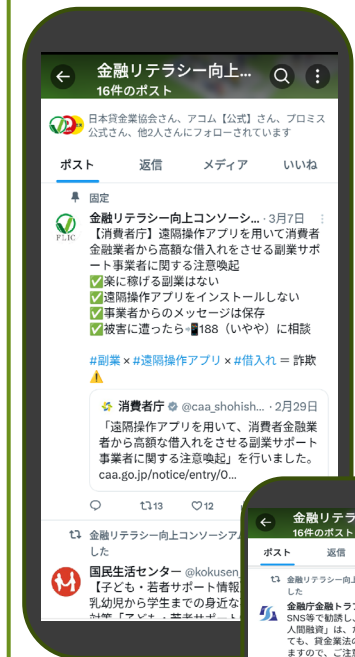 金融リテラシー向上...
16件のポスト
日本貸金業協会さん、アコム【公式】さん、プロミス
公式さん、他2人さんにフォローされています
ポスト 返信 メディア いいね
固定
金融リテラシー向上コンソーシ... · 3月7日
【消費者庁】遠隔操作アプリを用いて消費者
金融業者から高額な借入れをさせる副業サポ
ート事業者に関する注意喚起
✅楽に稼げる副業はない
✅遠隔操作アプリをインストールしない
✅事業者からのメッセージは保存
✅被害に遭ったら📲188（いやや）に相談
#副業 × #遠隔操作アプリ × #借入れ = 詐欺
⚠️
消費者庁 @caa_shohish... · 2月29日
「遠隔操作アプリを用いて、消費者金融業
者から高額な借入れをさせる副業サポート
事業者に関する注意喚起」を行いました。
caa.go.jp/notice/entry/0...
13 12
金融リテラシー向上コンソーシア
した
国民生活センター @kokusen
【子ども・若者サポート情報
乳幼児から学生までの身近な
FLIC
金融リテラ
16件のポスト
ポスト 返信
金融リテラシー向上
した
金融庁金融トラブ
SNS等で勧誘し、
人間融資」は、
ても、貸金業法の
ますので、ご注意